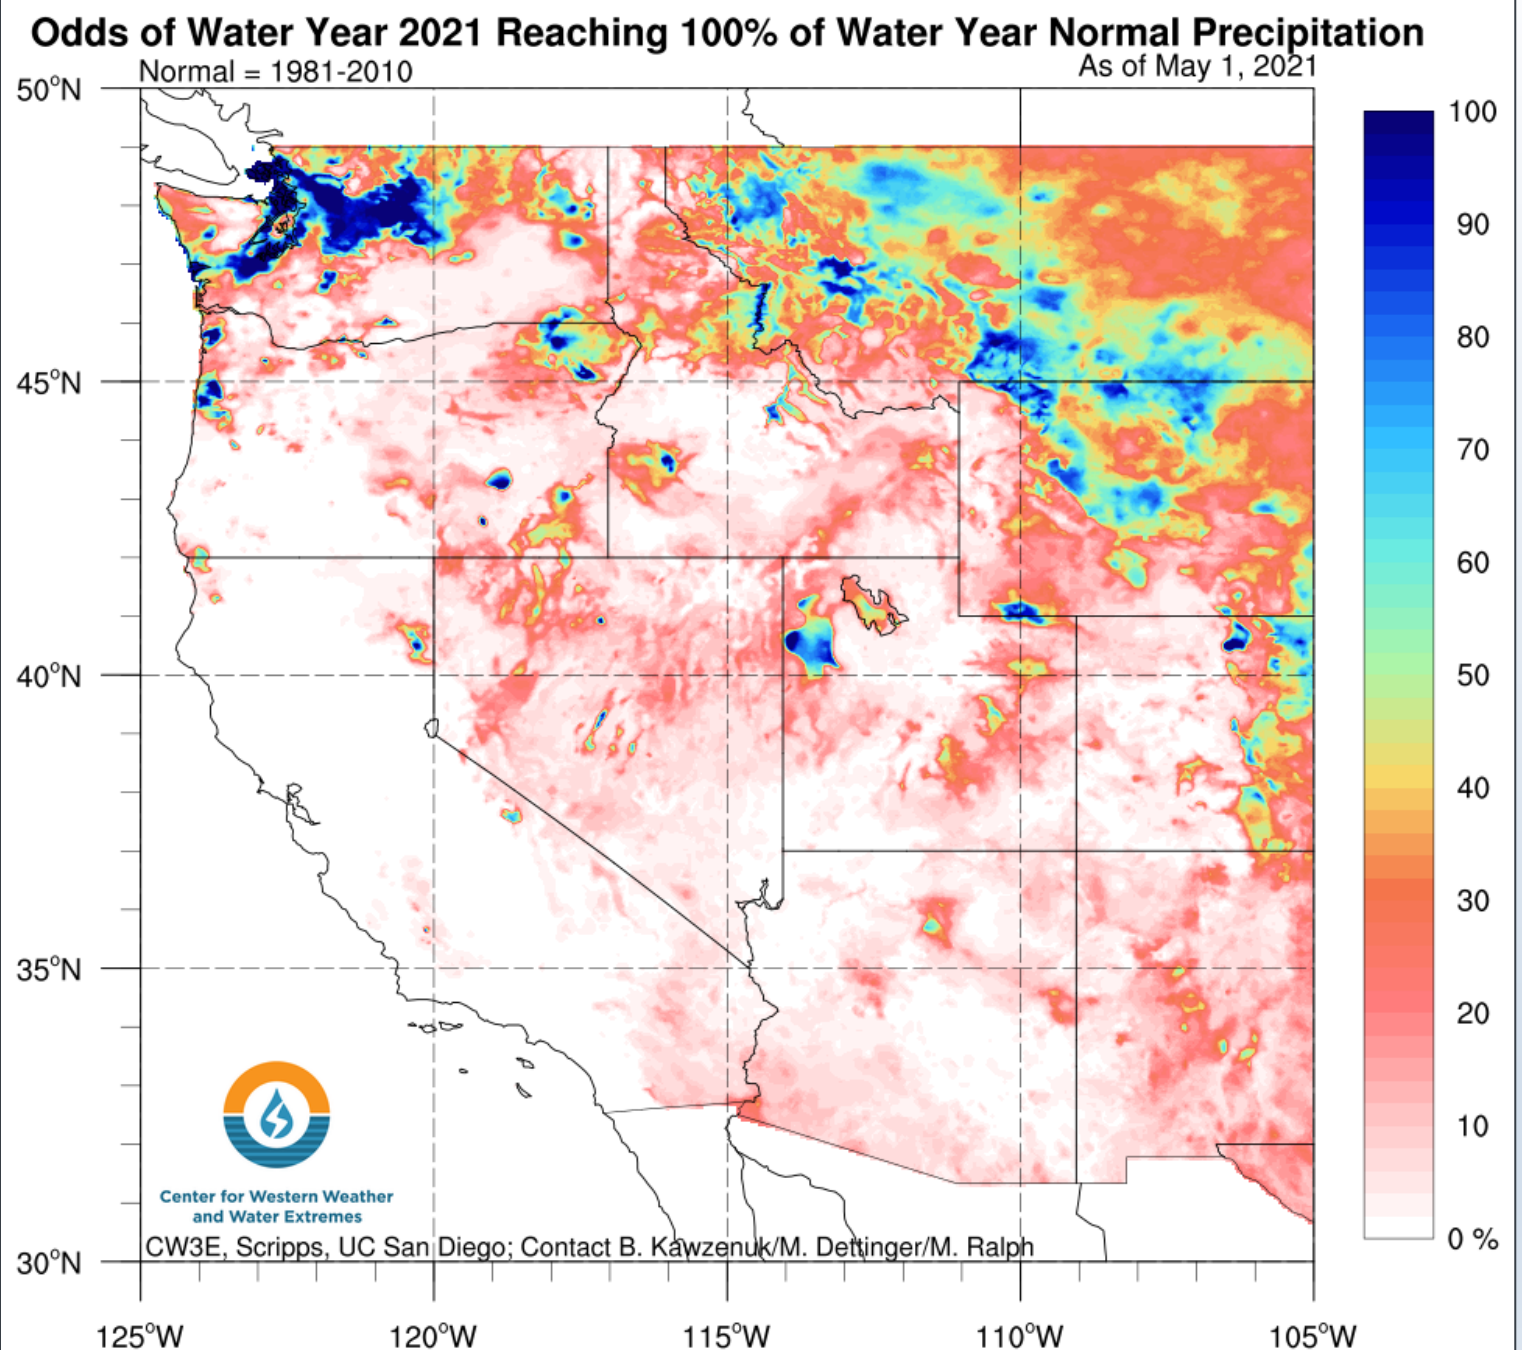 Odds of Water Year 2021 Reaching 100% of Water Year Normal Precipitation
Normal = 1981-2010
As of May 1, 2021
50°N
45°N
40°N
35°N
30°N
125°W
120°W
115°W
110°W
105°W
100
90
80
70
60
50
40
30
20
10
0 %
Center for Western Weather
and Water Extremes
CW3E, Scripps, UC San Diego; Contact B. Kawzenuk/M. Dettinger/M. Ralph